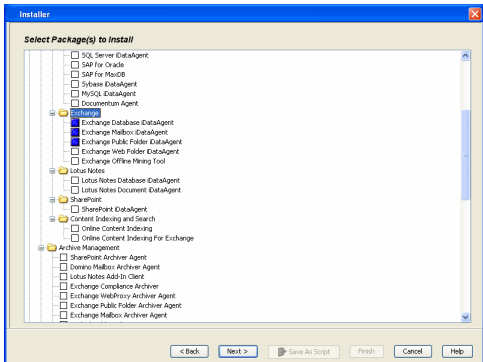 Installer
Select Package(s) to Install
SQL Server iDataAgent
SAP for Oracle
SAP for MaxDB
Sybase iDataAgent
MySQL iDataAgent
Documentum Agent
Exchange
Exchange Database iDataAgent
Exchange Mailbox iDataAgent
Exchange Public Folder iDataAgent
Exchange Web Folder iDataAgent
Exchange Offline Mining Tool
Lotus Notes
Lotus Notes Database iDataAgent
Lotus Notes Document iDataAgent
SharePoint
SharePoint iDataAgent
Content Indexing and Search
Online Content Indexing
Online Content Indexing For Exchange
Archive Management
SharePoint Archiver Agent
Domino Mailbox Archiver Agent
Lotus Notes Add-In Client
Exchange Compliance Archiver
Exchange WebProxy Archiver Agent
Exchange Public Folder Archiver Agent
Exchange Mailbox Archiver Agent
< Back Next > Save As Script Finish Cancel Help